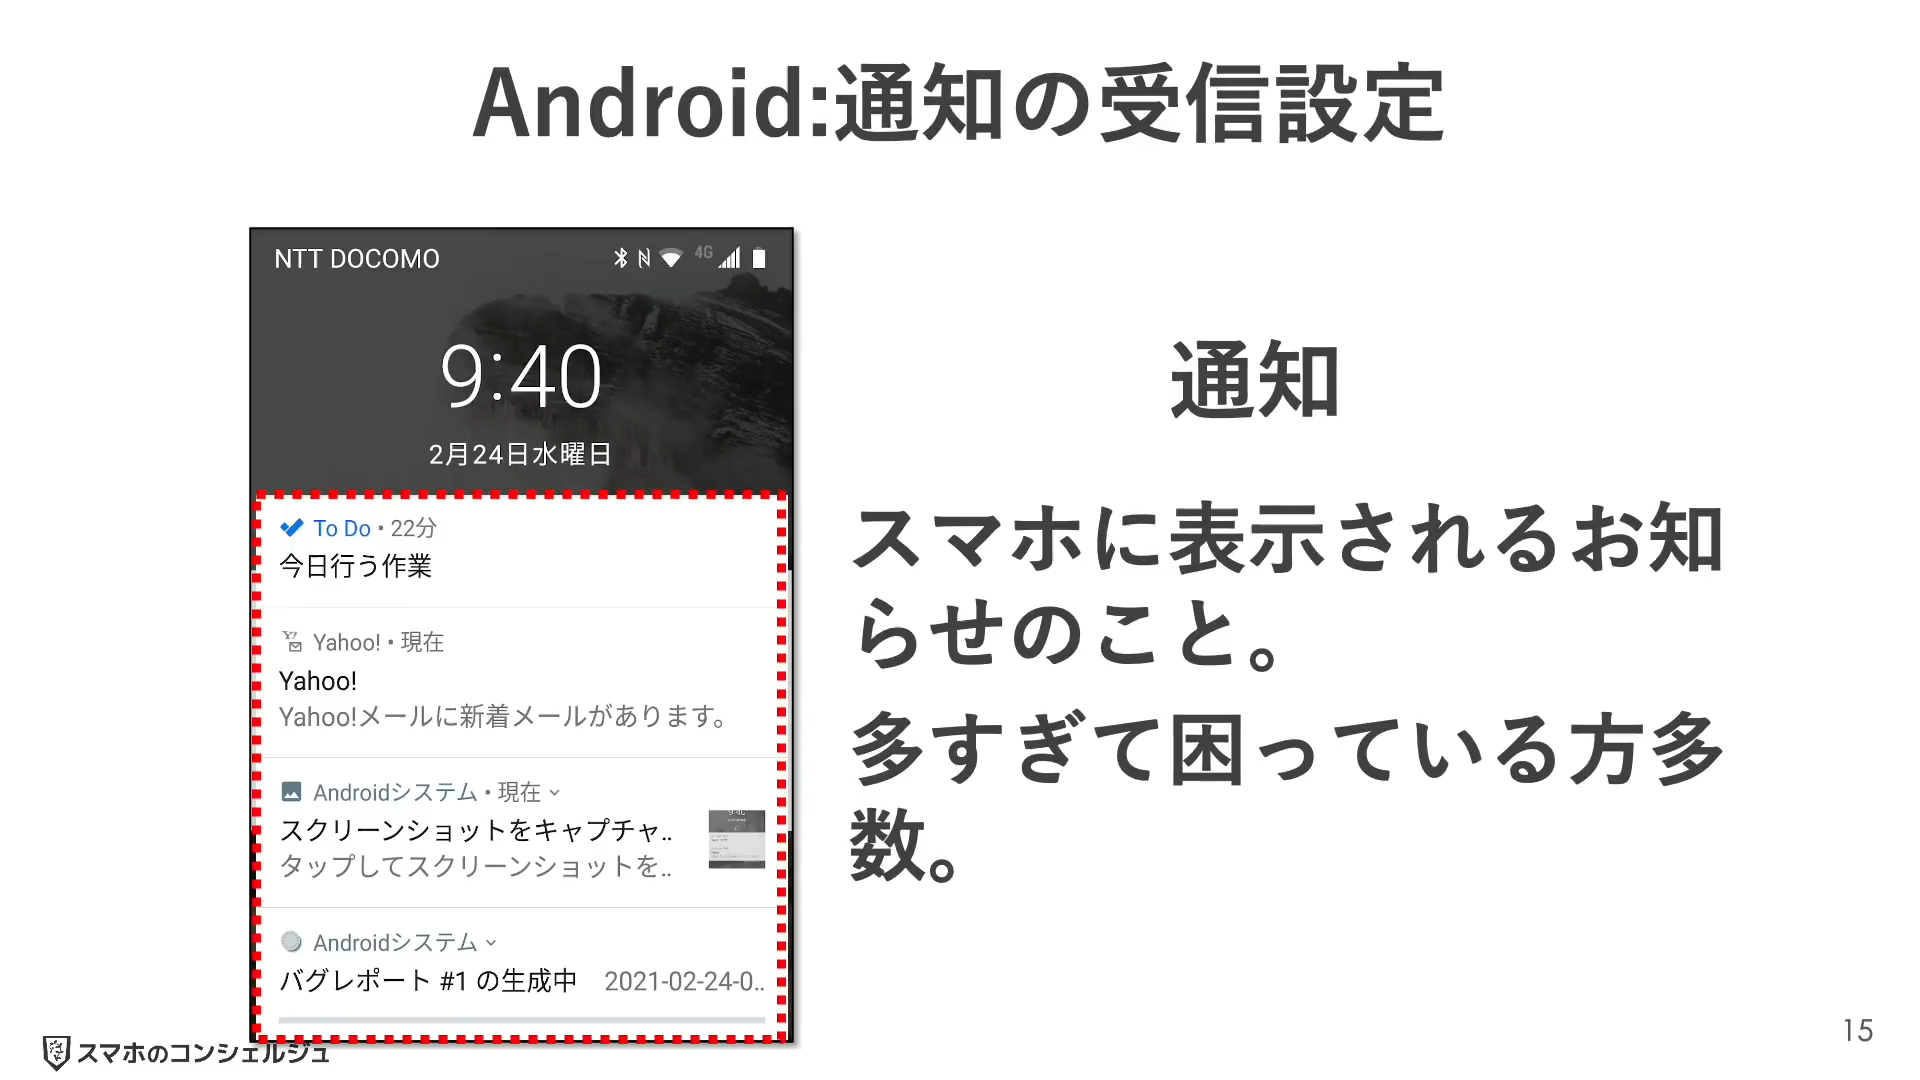 Android:通知の受信設定
NTT DOCOMO
4G
9:40
2月24日水曜日
To Do • 22分
今日行う作業
Yahoo! • 現在
Yahoo!
Yahoo!メールに新着メールがあります。
Androidシステム • 現在
スクリーンショットをキャプチャ..
タップしてスクリーンショットを..
Androidシステム
バグレポート #1 の生成中 2021-02-24-0..
通知
スマホに表示されるお知
らせのこと。
多すぎて困っている方多
数。
スマホのコンシェルジュ
15